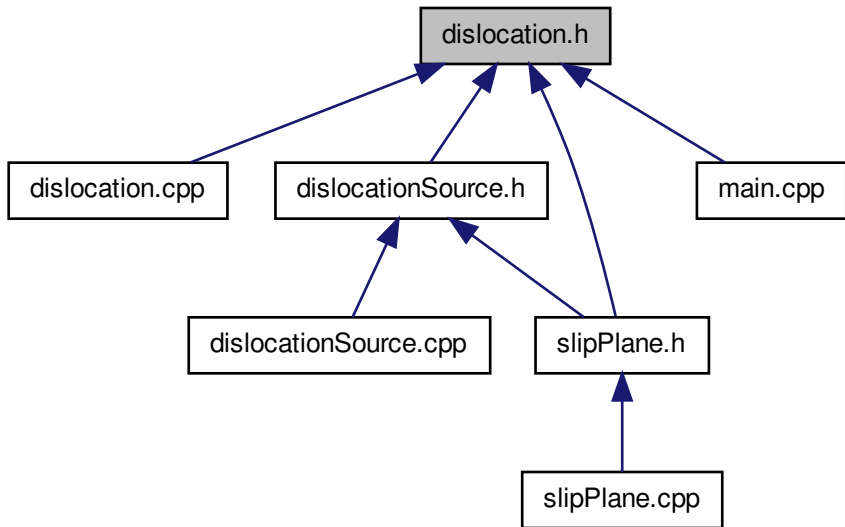 dislocation.h
dislocation.cpp
dislocationSource.h
main.cpp
dislocationSource.cpp
slipPlane.h
slipPlane.cpp